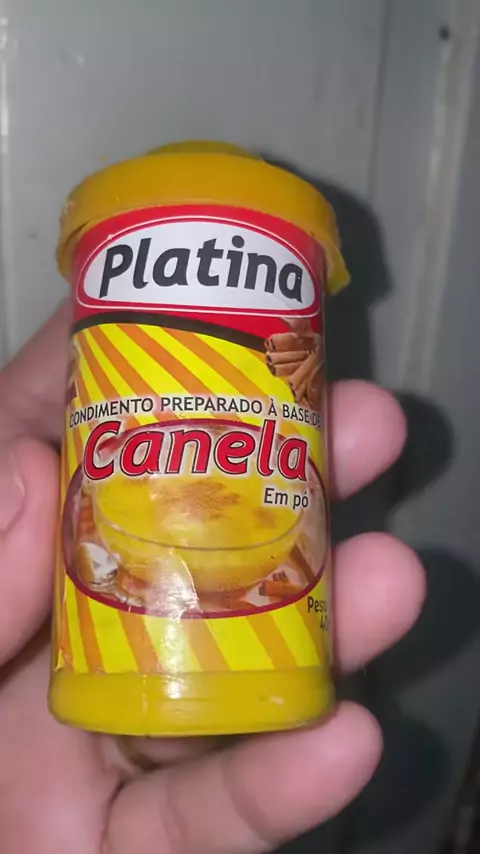 Platina
CONDIMENTO PREPARADO À BASE DE
Canela
Em pó